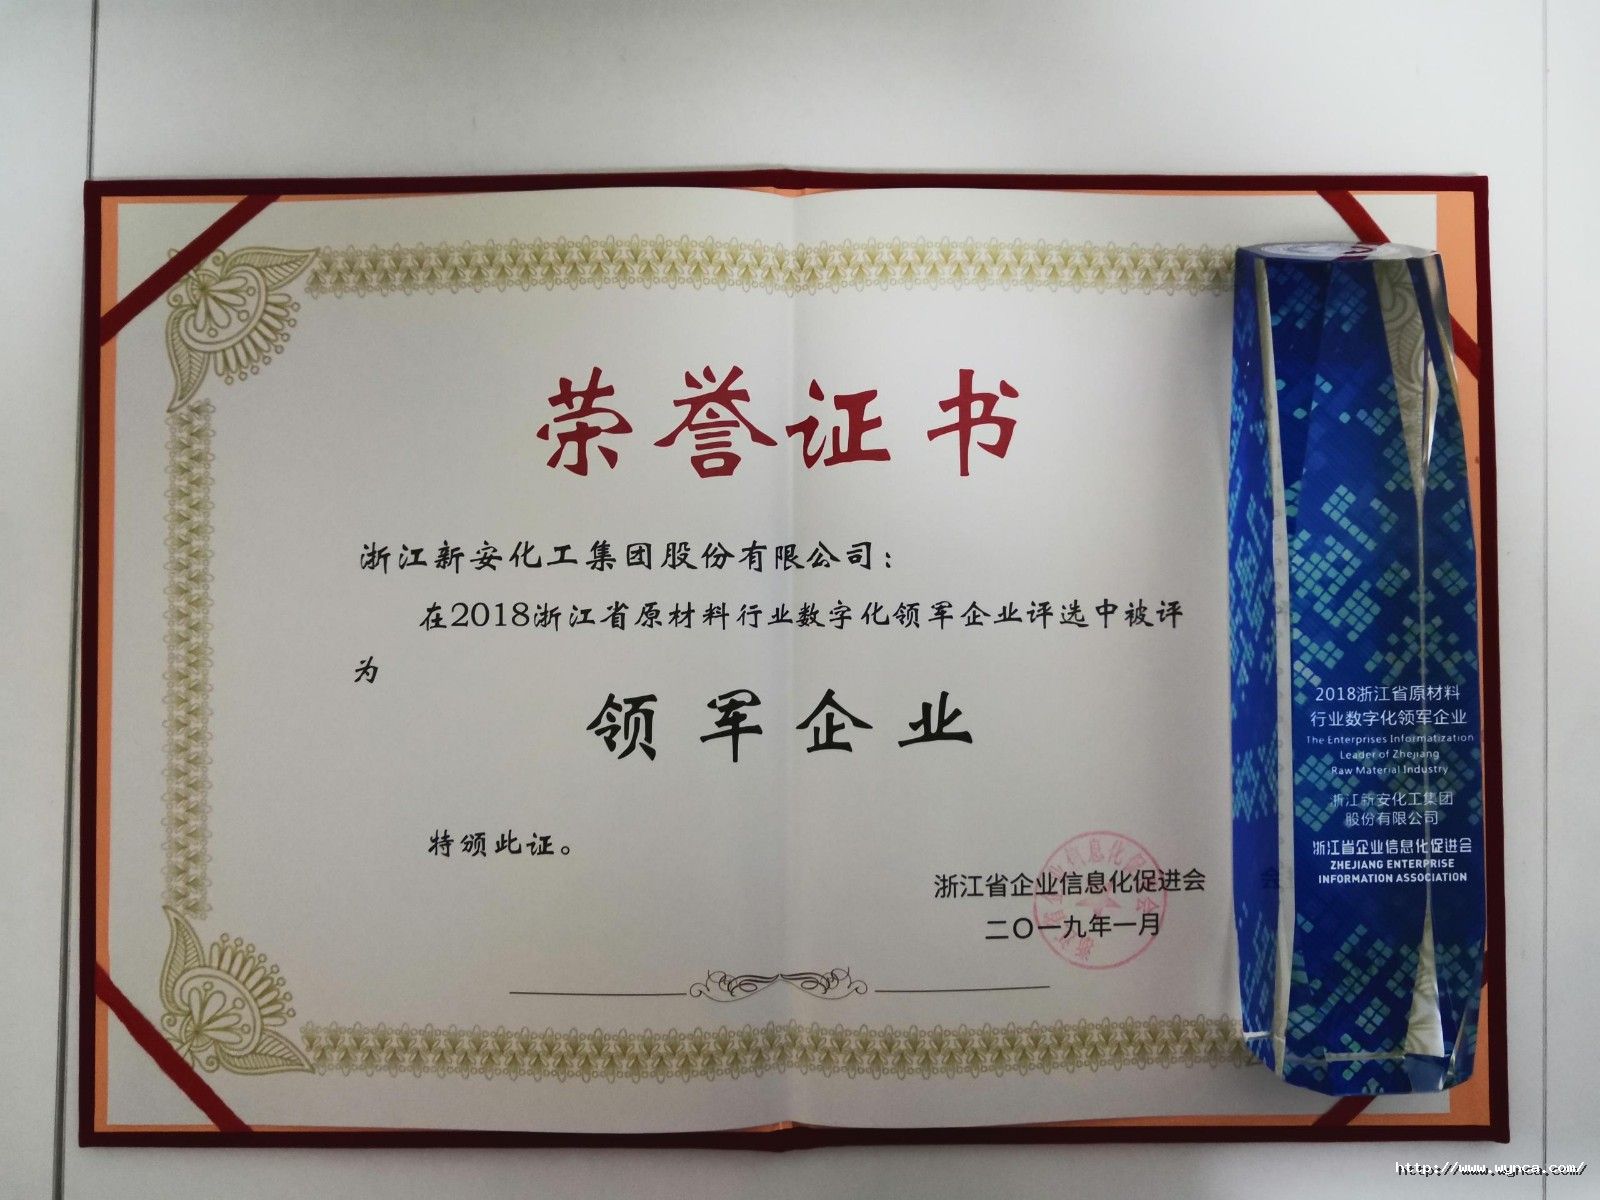 荣誉证书
浙江新安化工集团股份有限公司：
在2018浙江省原材料行业数字化领军企业评选中被评
为
领军企业
特颁此证。
浙江省企业信息化促进会
二〇一九年一月
2018浙江省原材料
行业数字化领军企业
The Enterprises Informatization
Leader of Zhejiang
Raw Material Industry
浙江新安化工集团
股份有限公司
浙江省企业信息化促进会
ZHEJIANG ENTERPRISE
INFORMATION ASSOCIATION
http://www.wynca.com/